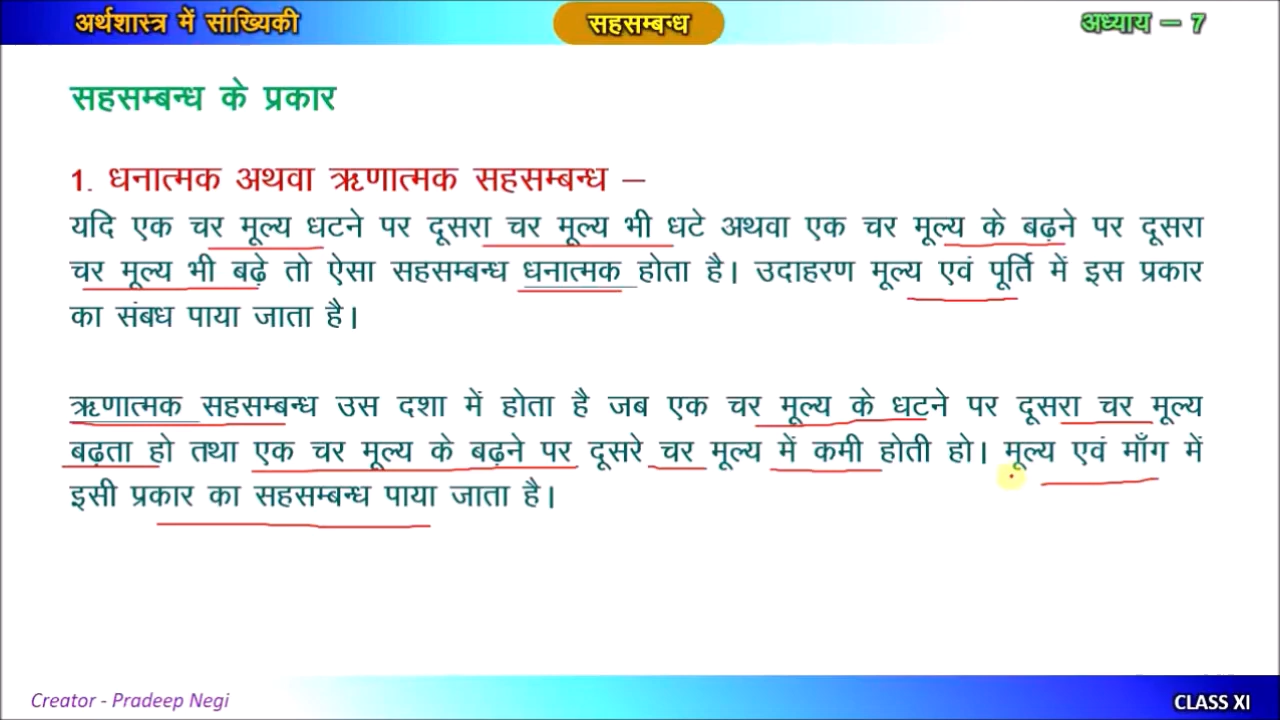 अर्थशास्त्र में सांख्यिकी
सहसम्बन्ध
अध्याय – 7
सहसम्बन्ध के प्रकार
1. धनात्मक अथवा ऋणात्मक सहसम्बन्ध –
यदि एक चर मूल्य धटने पर दूसरा चर मूल्य भी धटे अथवा एक चर मूल्य के बढ़ने पर दूसरा
चर मूल्य भी बढ़े तो ऐसा सहसम्बन्ध धनात्मक होता है। उदाहरण मूल्य एवं पूर्ति में इस प्रकार
का संबध पाया जाता है।
ऋणात्मक सहसम्बन्ध उस दशा में होता है जब एक चर मूल्य के धटने पर दूसरा चर मूल्य
बढ़ता हो तथा एक चर मूल्य के बढ़ने पर दूसरे चर मूल्य में कमी होती हो। मूल्य एवं माँग में
इसी प्रकार का सहसम्बन्ध पाया जाता है।
Creator - Pradeep Negi
CLASS XI